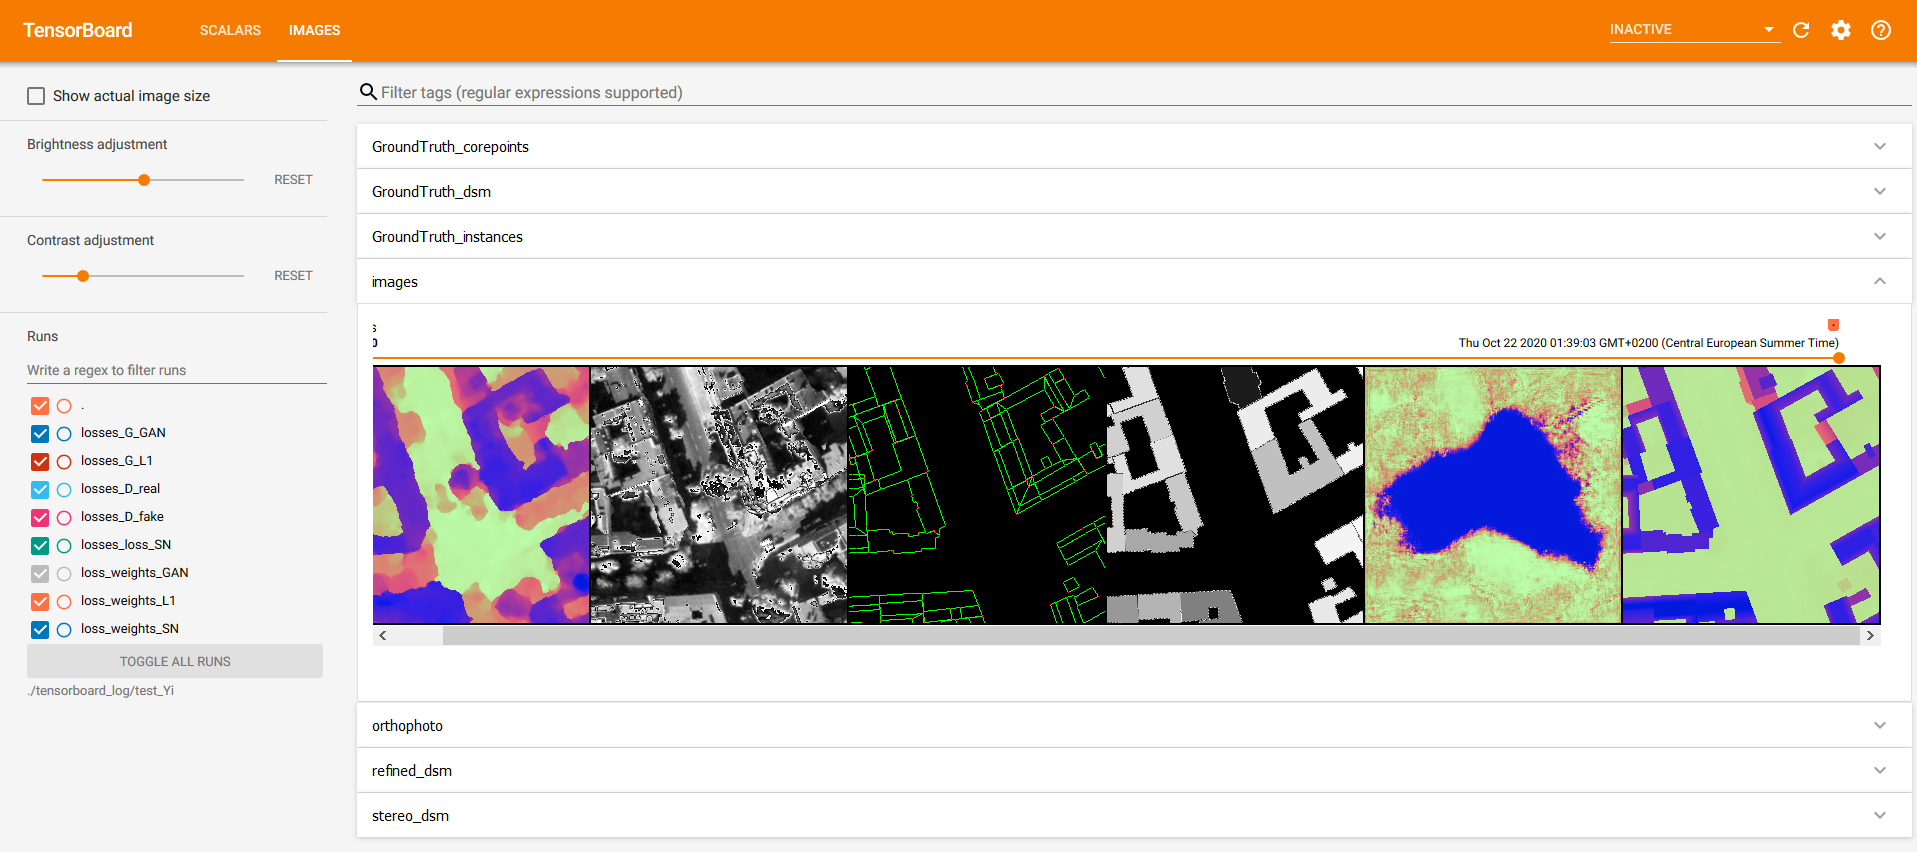 TensorBoard
SCALARS
IMAGES
INACTIVE
Show actual image size
Filter tags (regular expressions supported)
Brightness adjustment
RESET
Contrast adjustment
RESET
Runs
Write a regex to filter runs
.
losses_G_GAN
losses_G_L1
losses_D_real
losses_D_fake
losses_loss_SN
loss_weights_GAN
loss_weights_L1
loss_weights_SN
TOGGLE ALL RUNS
./tensorboard_log/test_Yi
GroundTruth_corepoints
GroundTruth_dsm
GroundTruth_instances
images
s
0
Thu Oct 22 2020 01:39:03 GMT+0200 (Central European Summer Time)
orthophoto
refined_dsm
stereo_dsm